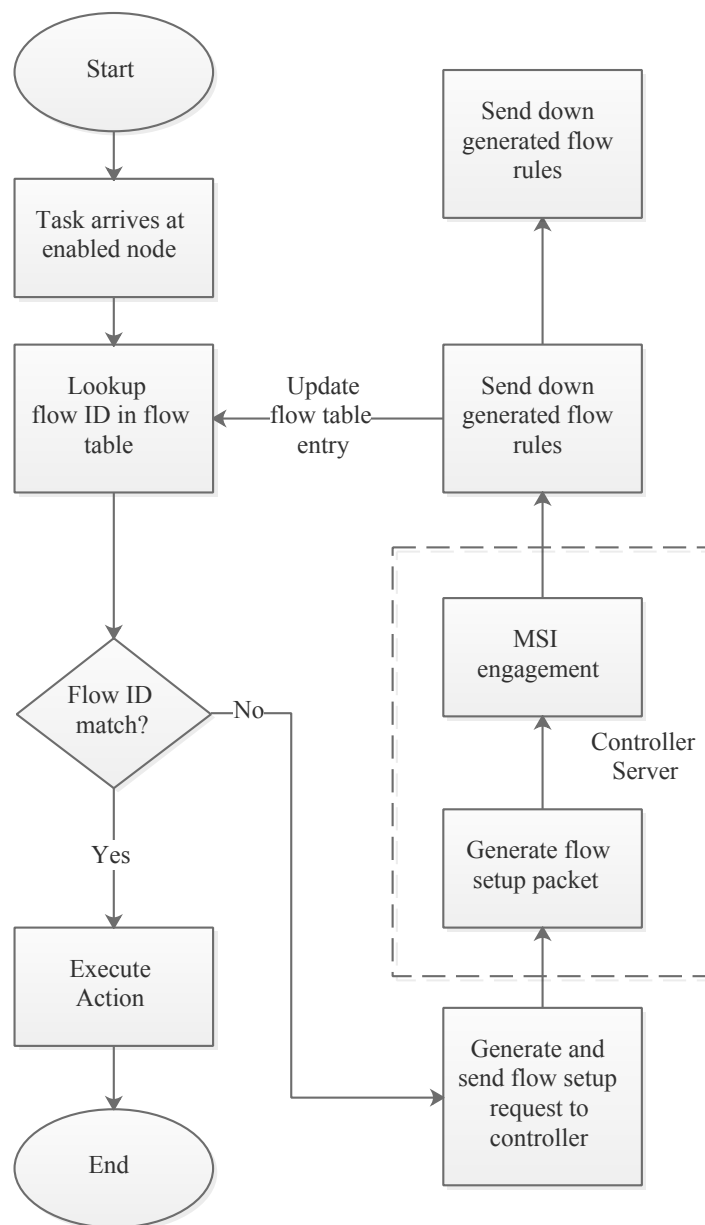 Start
Task arrives at
enabled node
Lookup
flow ID in flow
table
Flow ID
match?
Yes
No
Execute
Action
End
Generate and
send flow setup
request to
controller
Generate flow
setup packet
Controller
Server
MSI
engagement
Send down
generated flow
rules
Update
flow table
entry
Send down
generated flow
rules